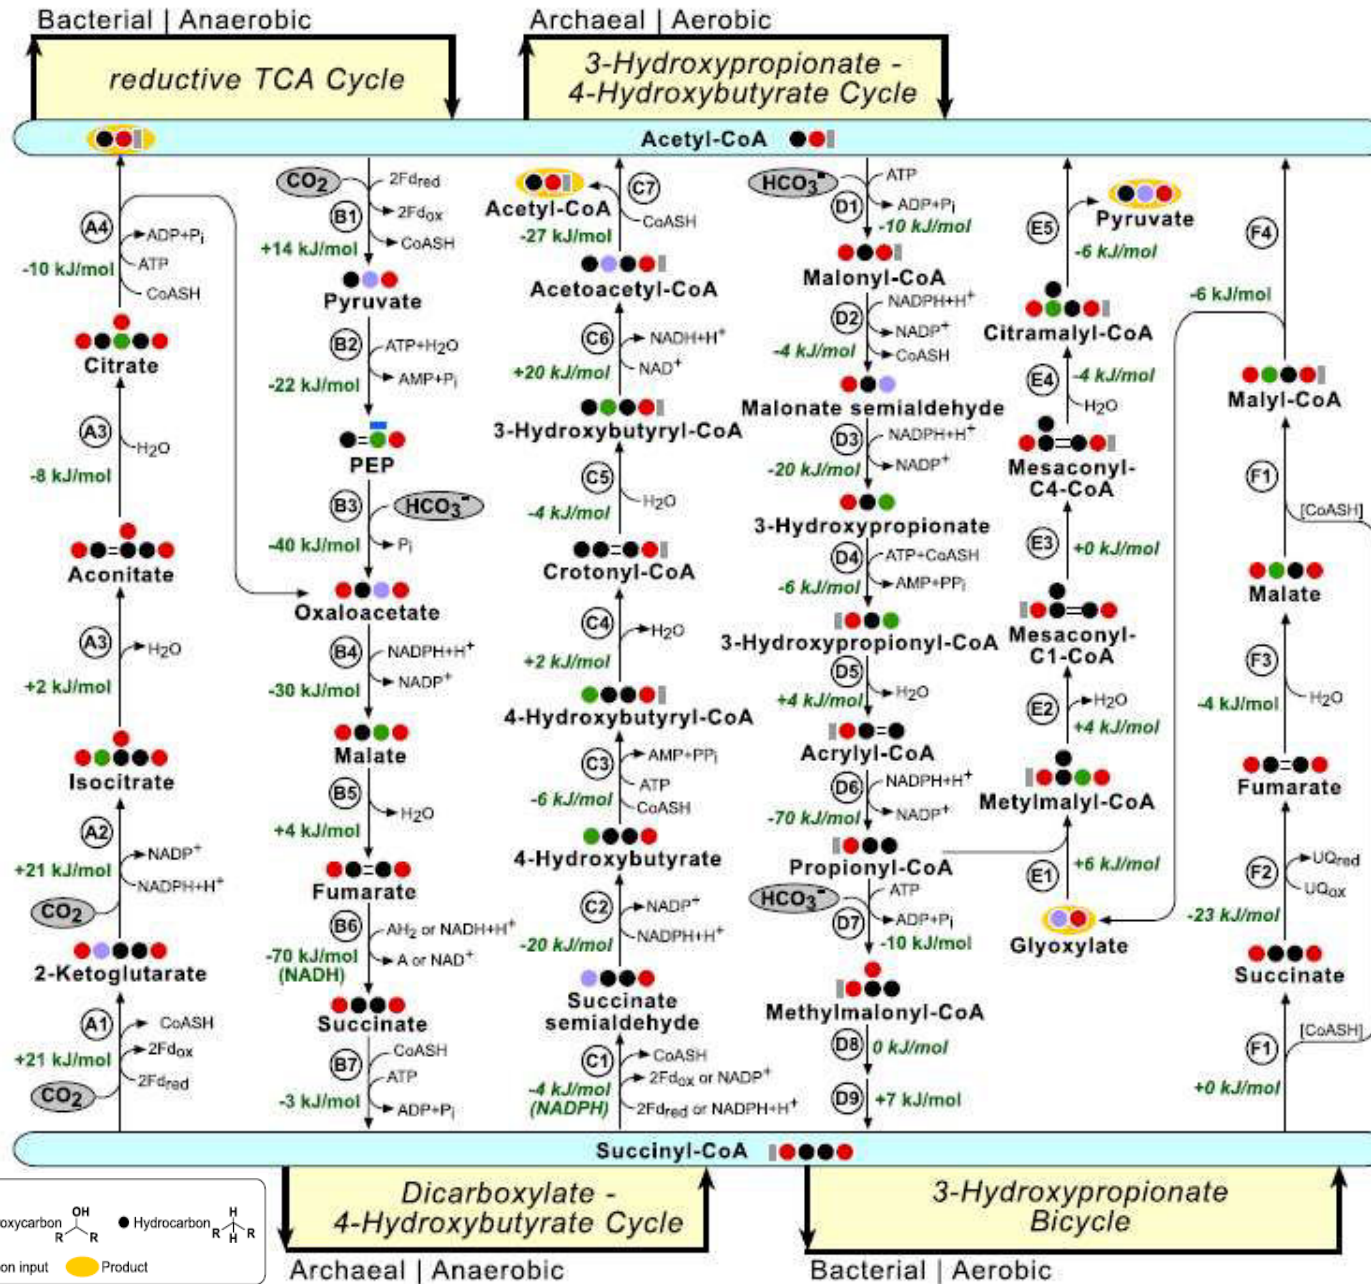 Bacterial | Anaerobic
reductive TCA Cycle
Archaeal | Aerobic
3-Hydroxypropionate -
4-Hydroxybutyrate Cycle
Acetyl-CoA
A4
ADP+Pi
-10 kJ/mol
ATP
CoASH
Citrate
A3
H2O
-8 kJ/mol
Aconitate
A3
H2O
+2 kJ/mol
Isocitrate
A2
NADP+
+21 kJ/mol
NADPH+H+
CO2
2-Ketoglutarate
A1
CoASH
+21 kJ/mol
2Fdox
2Fdred
CO2
CO2
2Fdred
B1
2Fdox
+14 kJ/mol
CoASH
Pyruvate
B2
ATP+H2O
-22 kJ/mol
AMP+Pi
PEP
B3
HCO3-
-40 kJ/mol
Pi
Oxaloacetate
B4
NADPH+H+
-30 kJ/mol
NADP+
Malate
B5
H2O
+4 kJ/mol
Fumarate
B6
AH2 or NADH+H+
-70 kJ/mol
(NADH)
A or NAD+
Succinate
B7
CoASH
ATP
-3 kJ/mol
ADP+Pi
C7
Acetyl-CoA
CoASH
-27 kJ/mol
Acetoacetyl-CoA
C6
NADH+H+
+20 kJ/mol
NAD+
3-Hydroxybutyryl-CoA
C5
H2O
-4 kJ/mol
Crotonyl-CoA
C4
H2O
+2 kJ/mol
4-Hydroxybutyryl-CoA
C3
AMP+PPi
ATP
-6 kJ/mol
CoASH
4-Hydroxybutyrate
C2
NADP+
-20 kJ/mol
NADPH+H+
Succinate
semialdehyde
C1
CoASH
-4 kJ/mol
(NADPH)
2Fdox or NADP+
2Fdred or NADPH+H+
HCO3-
ATP
D1
ADP+Pi
-10 kJ/mol
Malonyl-CoA
D2
NADPH+H+
NADP+
-4 kJ/mol
CoASH
Malonate semialdehyde
D3
NADPH+H+
-20 kJ/mol
NADP+
3-Hydroxypropionate
D4
ATP+CoASH
-6 kJ/mol
AMP+PPi
3-Hydroxypropionyl-CoA
D5
H2O
+4 kJ/mol
Acrylyl-CoA
D6
NADPH+H+
-70 kJ/mol
NADP+
Propionyl-CoA
HCO3-
ATP
D7
ADP+Pi
-10 kJ/mol
Methylmalonyl-CoA
D8
0 kJ/mol
D9
+7 kJ/mol
E5
Pyruvate
-6 kJ/mol
Citramalyl-CoA
E4
-4 kJ/mol
H2O
Mesaconyl-
C4-CoA
E3
+0 kJ/mol
Mesaconyl-
C1-CoA
E2
H2O
+4 kJ/mol
Metylmalyl-CoA
E1
+6 kJ/mol
Glyoxylate
F4
-6 kJ/mol
Malyl-CoA
F1
[CoASH]
Malate
F3
H2O
-4 kJ/mol
Fumarate
F2
UQred
UQox
-23 kJ/mol
Succinate
F1
[CoASH]
+0 kJ/mol
Succinyl-CoA
Dicarboxylate -
4-Hydroxybutyrate Cycle
Archaeal | Anaerobic
3-Hydroxypropionate
Bicycle
Bacterial | Aerobic
oxycarbon
OH
R R
Hydrocarbon
H
R R
H
on input
Product